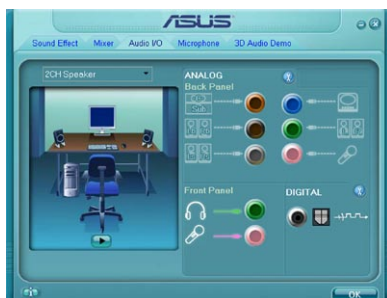 ASUS
Sound Effect Mixer Audio I/O Microphone 3D Audio Demo
2CH Speaker
ANALOG
Back Panel
Front Panel
DIGITAL
OK